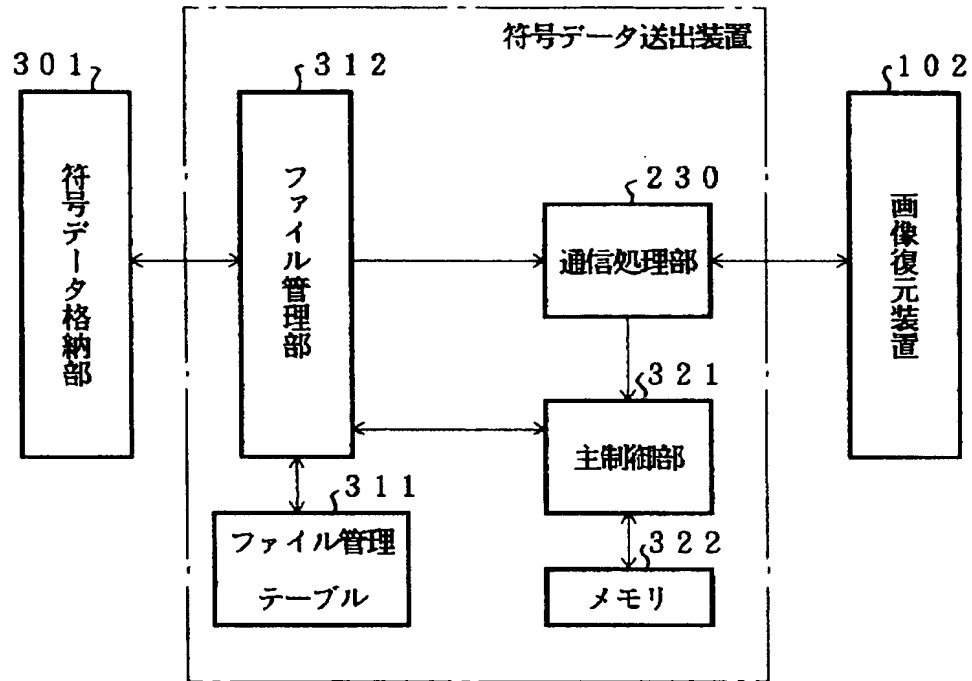 符号データ送出装置
301
312
102
符号データ格納部
ファイル管理部
230
通信処理部
画像復元装置
321
主制御部
311
ファイル管理
テーブル
322
メモリ